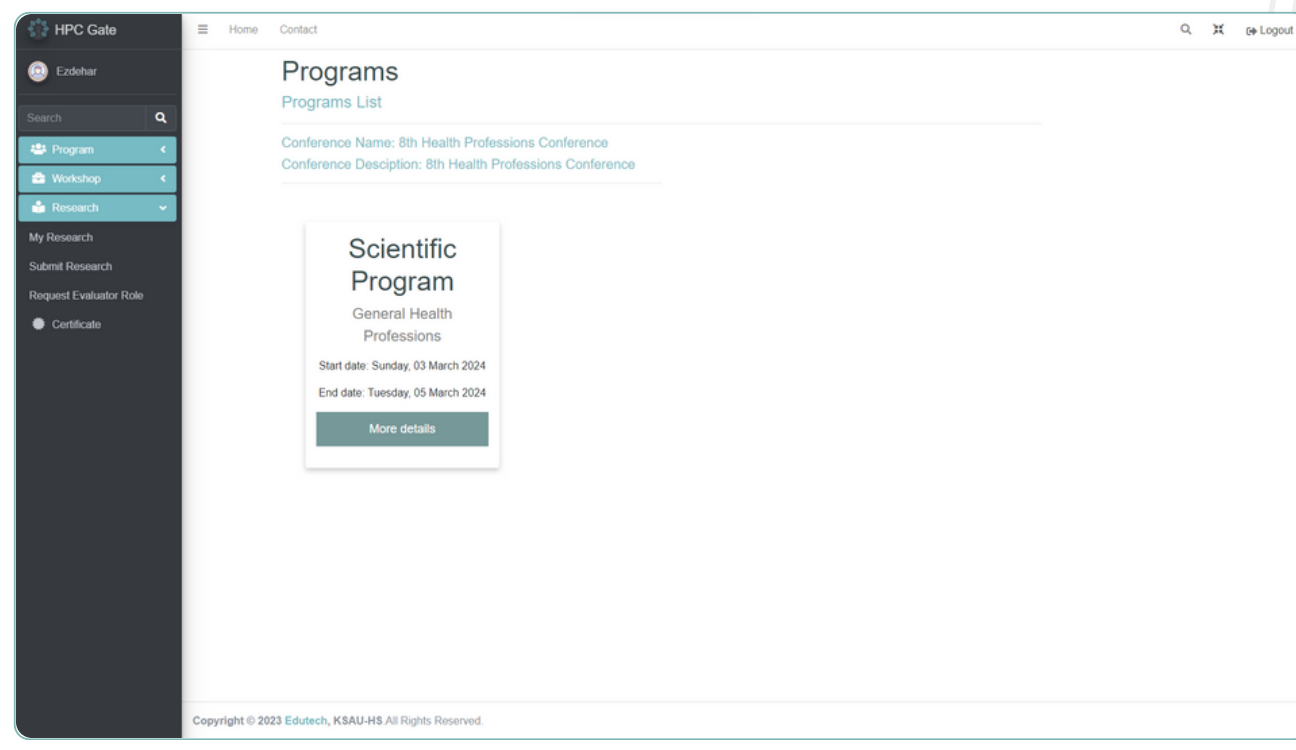 HPC Gate
Home
Contact
Logout
Ezdehar
Search
Program
Workshop
Research
My Research
Submit Research
Request Evaluator Role
Certificate
Programs
Programs List
Conference Name: 8th Health Professions Conference
Conference Desciption: 8th Health Professions Conference
Scientific
Program
General Health
Professions
Start date: Sunday, 03 March 2024
End date: Tuesday, 05 March 2024
More details
Copyright © 2023 Edutech, KSAU-HS.All Rights Reserved.